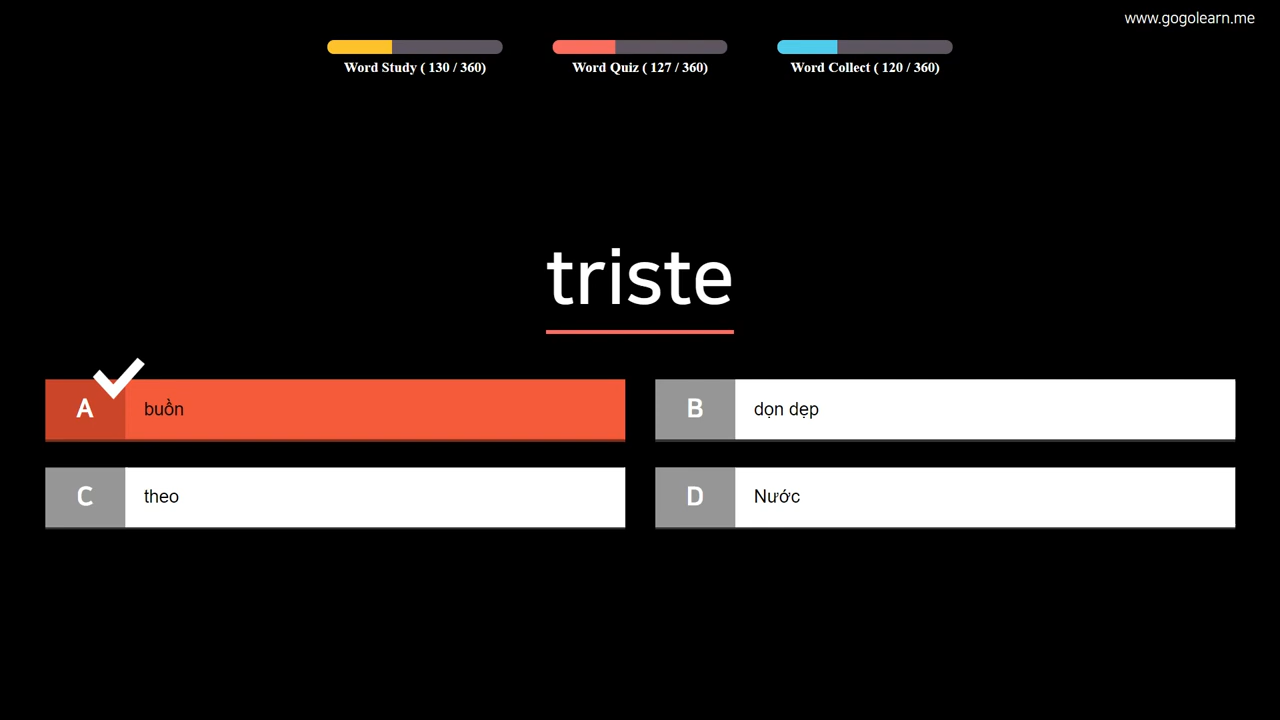 www.gogolearn.me
Word Study ( 130 / 360)
Word Quiz ( 127 / 360)
Word Collect ( 120 / 360)
triste
A buồn
B dọn dẹp
C theo
D Nước